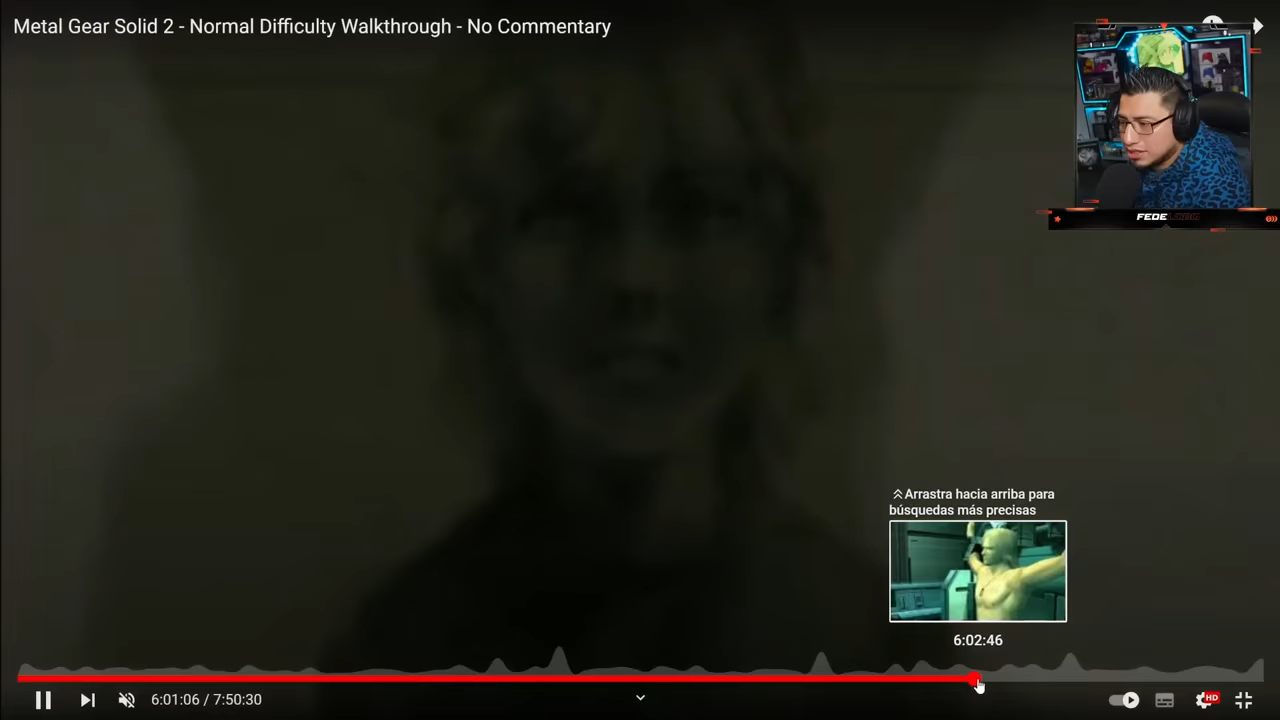 Metal Gear Solid 2 - Normal Difficulty Walkthrough - No Commentary
FEDE
Arrastra hacia arriba para
búsquedas más precisas
6:02:46
6:01:06 / 7:50:30
HD